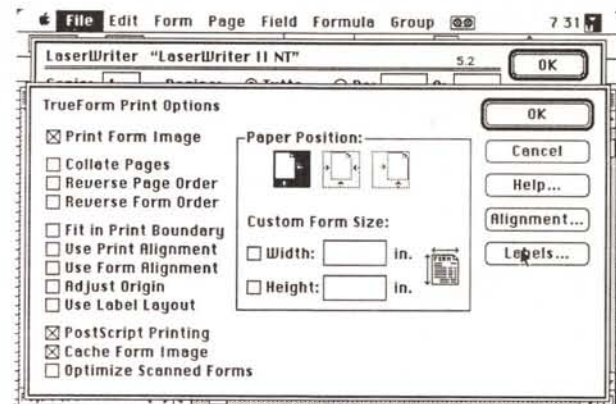 File Edit Form Page Field Formula Group 7 31
LaserWriter “LaserWriter II NT” 5.2 OK
TrueForm Print Options
OK
Print Form Image
Paper Position:
Cancel
Collate Pages
Reverse Page Order
Help...
Reverse Form Order
Alignment...
Fit in Print Boundary
Custom Form Size:
Use Print Alignment
Width: in.
Labels...
Use Form Alignment
FORM
Adjust Origin
Height: in.
Use Label Layout
PostScript Printing
Cache Form Image
Optimize Scanned Forms